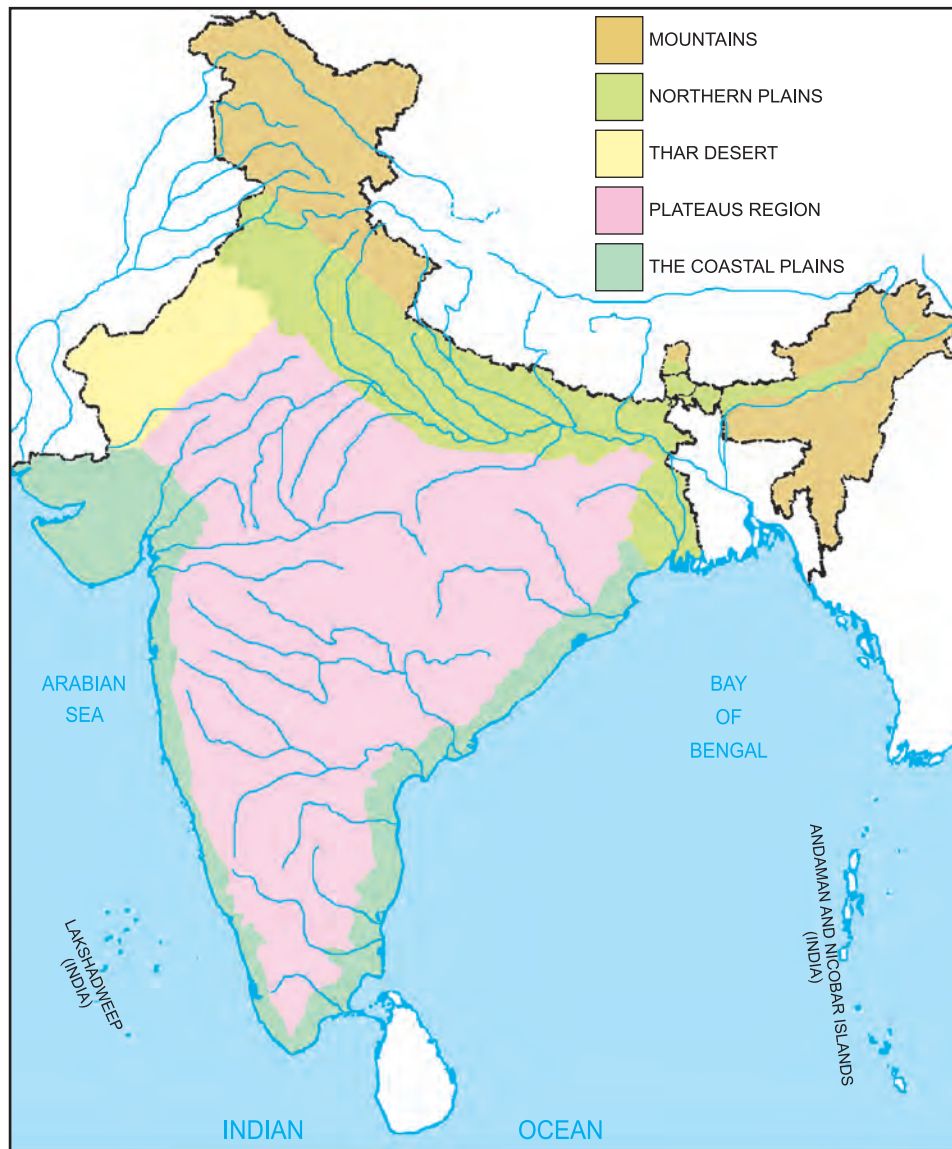 MOUNTAINS
NORTHERN PLAINS
THAR DESERT
PLATEAUS REGION
THE COASTAL PLAINS
ARABIAN
SEA
BAY
OF
BENGAL
LAKSHADWEEP
(INDIA)
ANDAMAN AND NICOBAR ISLANDS
(INDIA)
INDIAN OCEAN